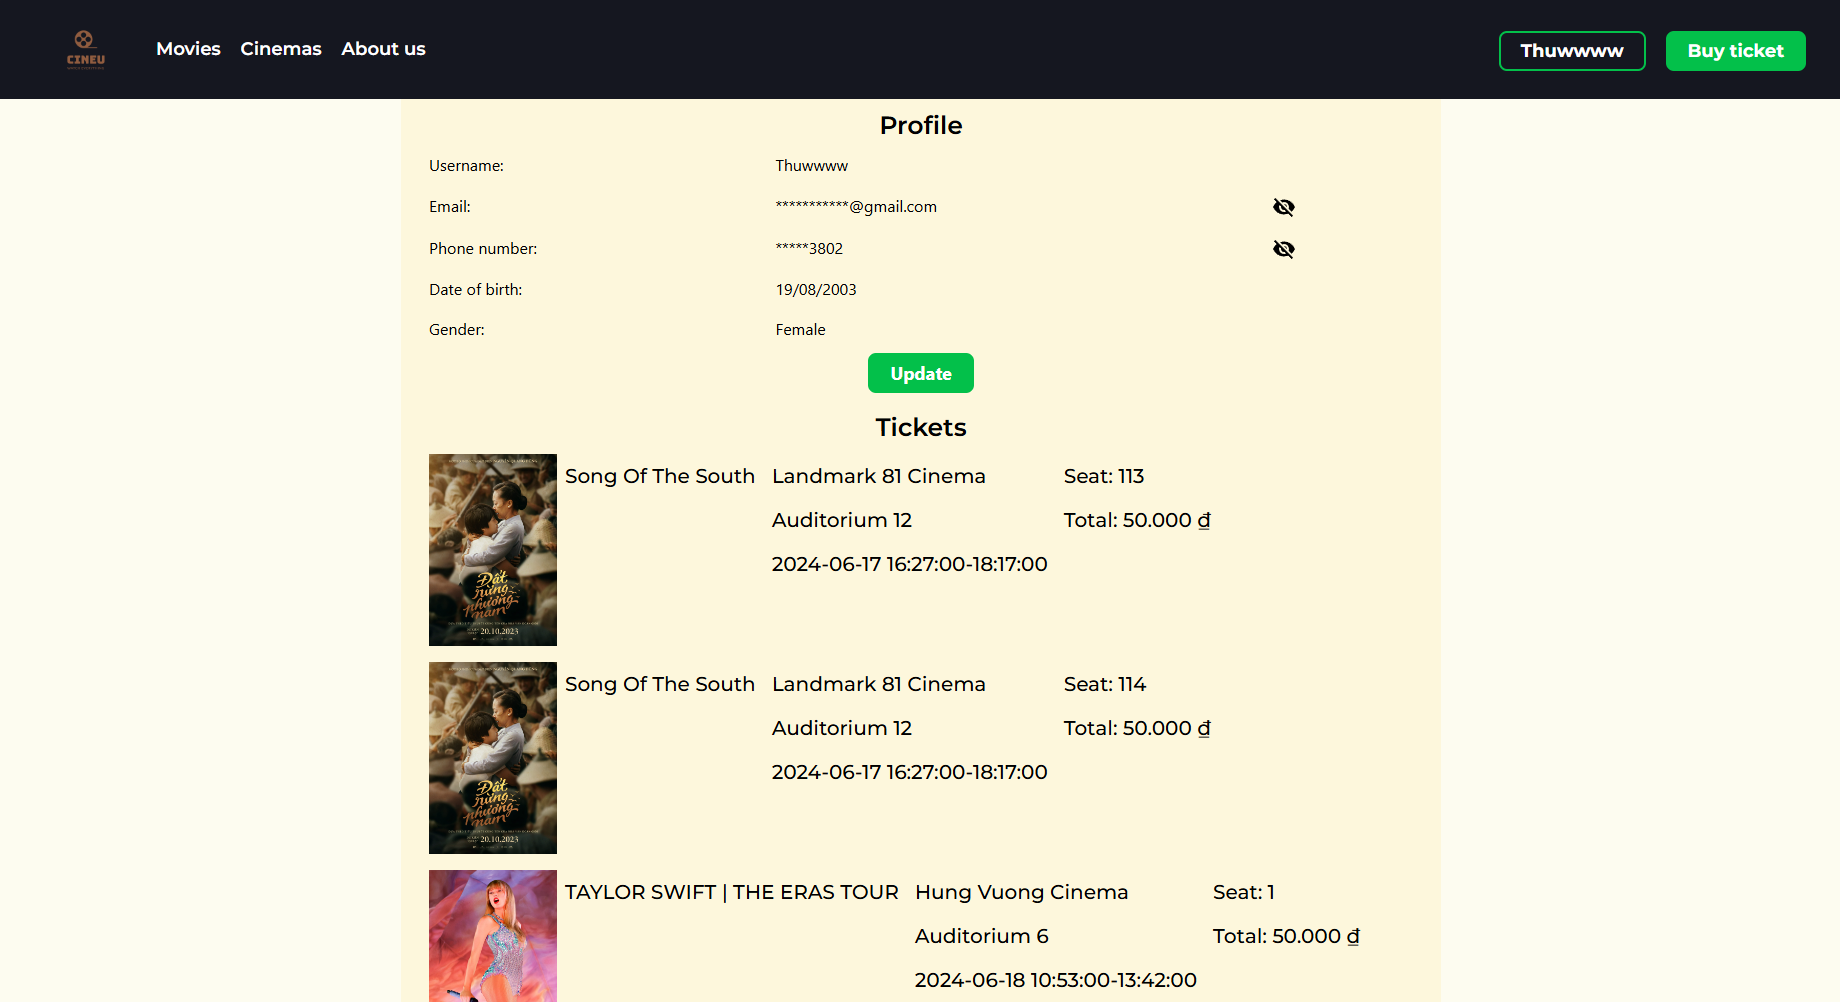 CINEU
Movies Cinemas About us
Thuwwww
Buy ticket
Profile
Username: Thuwwww
Email: ***********@gmail.com
Phone number: *****3802
Date of birth: 19/08/2003
Gender: Female
Update
Tickets
Đất
rừng
phương
nam
20.10.2023
Song Of The South
Landmark 81 Cinema
Auditorium 12
2024-06-17 16:27:00-18:17:00
Seat: 113
Total: 50.000 ₫
Đất
rừng
phương
nam
20.10.2023
Song Of The South
Landmark 81 Cinema
Auditorium 12
2024-06-17 16:27:00-18:17:00
Seat: 114
Total: 50.000 ₫
TAYLOR SWIFT | THE ERAS TOUR
Hung Vuong Cinema
Auditorium 6
2024-06-18 10:53:00-13:42:00
Seat: 1
Total: 50.000 ₫